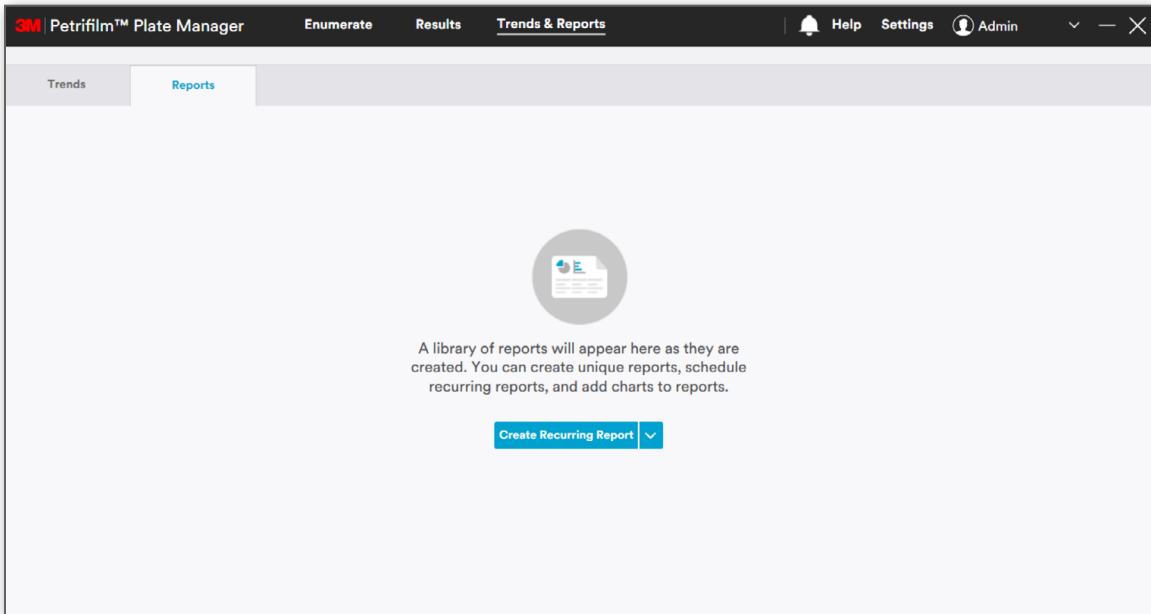 3M Petrifilm™ Plate Manager Enumerate Results Trends & Reports Help Settings Admin
Trends Reports
A library of reports will appear here as they are
created. You can create unique reports, schedule
recurring reports, and add charts to reports.
Create Recurring Report